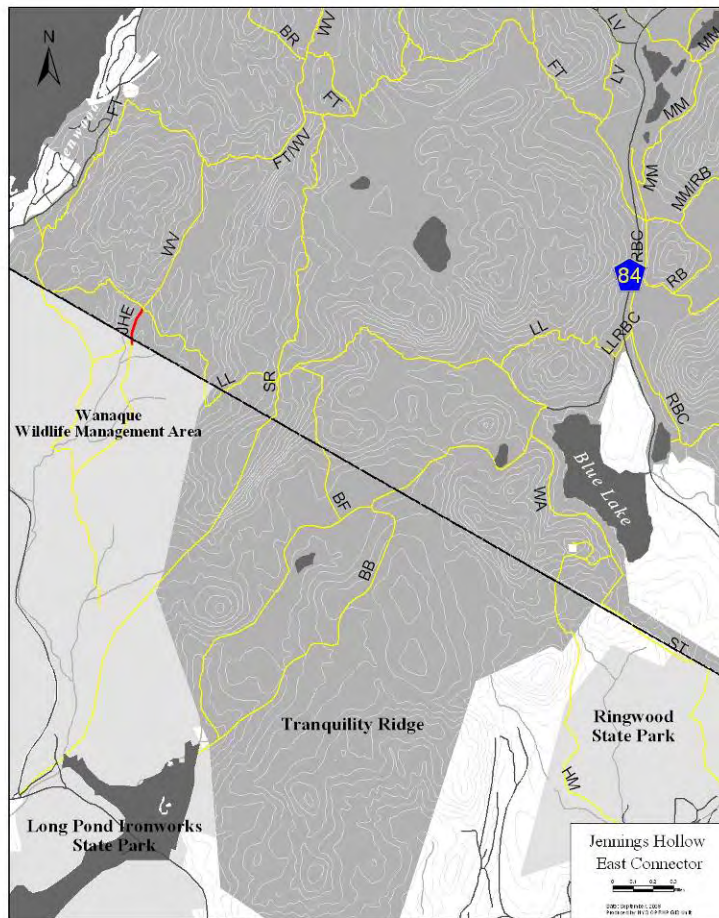 N
BR
WV
LV
MM
FT
LV
FT
FT
MM
FT/WV
MM
MM/RB
WV
RBC
84
RB
JHE
LL
LLRBC
LL
SR
RBC
Wanaque
Wildlife Management Area
Blue Lake
WA
BF
BB
ST
Tranquility Ridge
Ringwood
State Park
HM
Long Pond Ironworks
State Park
Jennings Hollow
East Connector